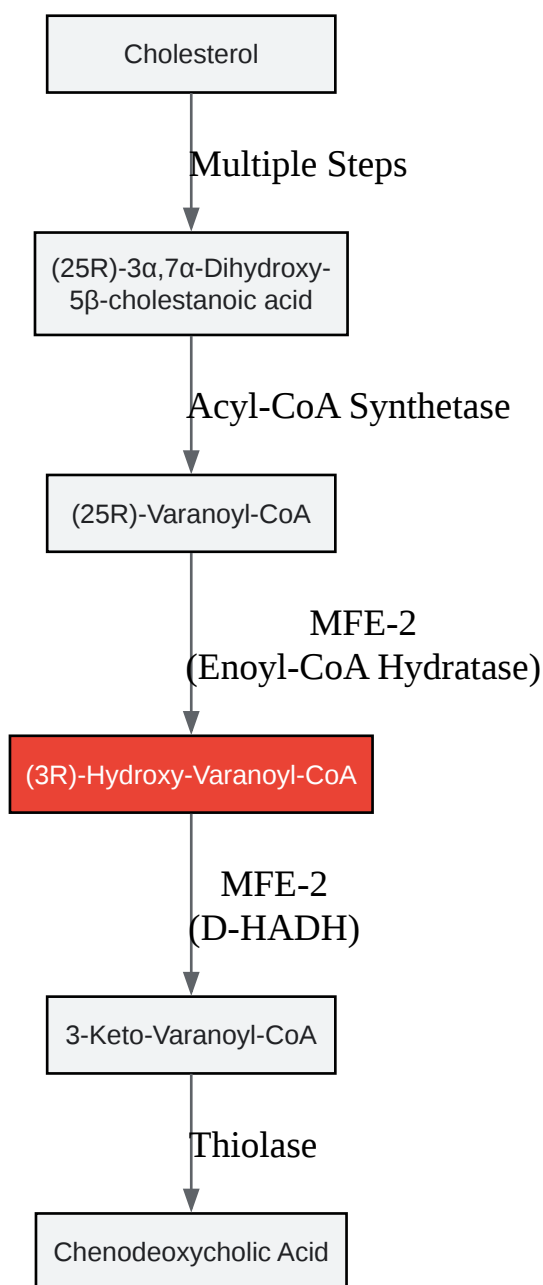 Cholesterol
Multiple Steps
(25R)-3α,7α-Dihydroxy-
5β-cholestanoic acid
Acyl-CoA Synthetase
(25R)-Varanoyl-CoA
MFE-2
(Enoyl-CoA Hydratase)
(3R)-Hydroxy-Varanoyl-CoA
MFE-2
(D-HADH)
3-Keto-Varanoyl-CoA
Thiolase
Chenodeoxycholic Acid